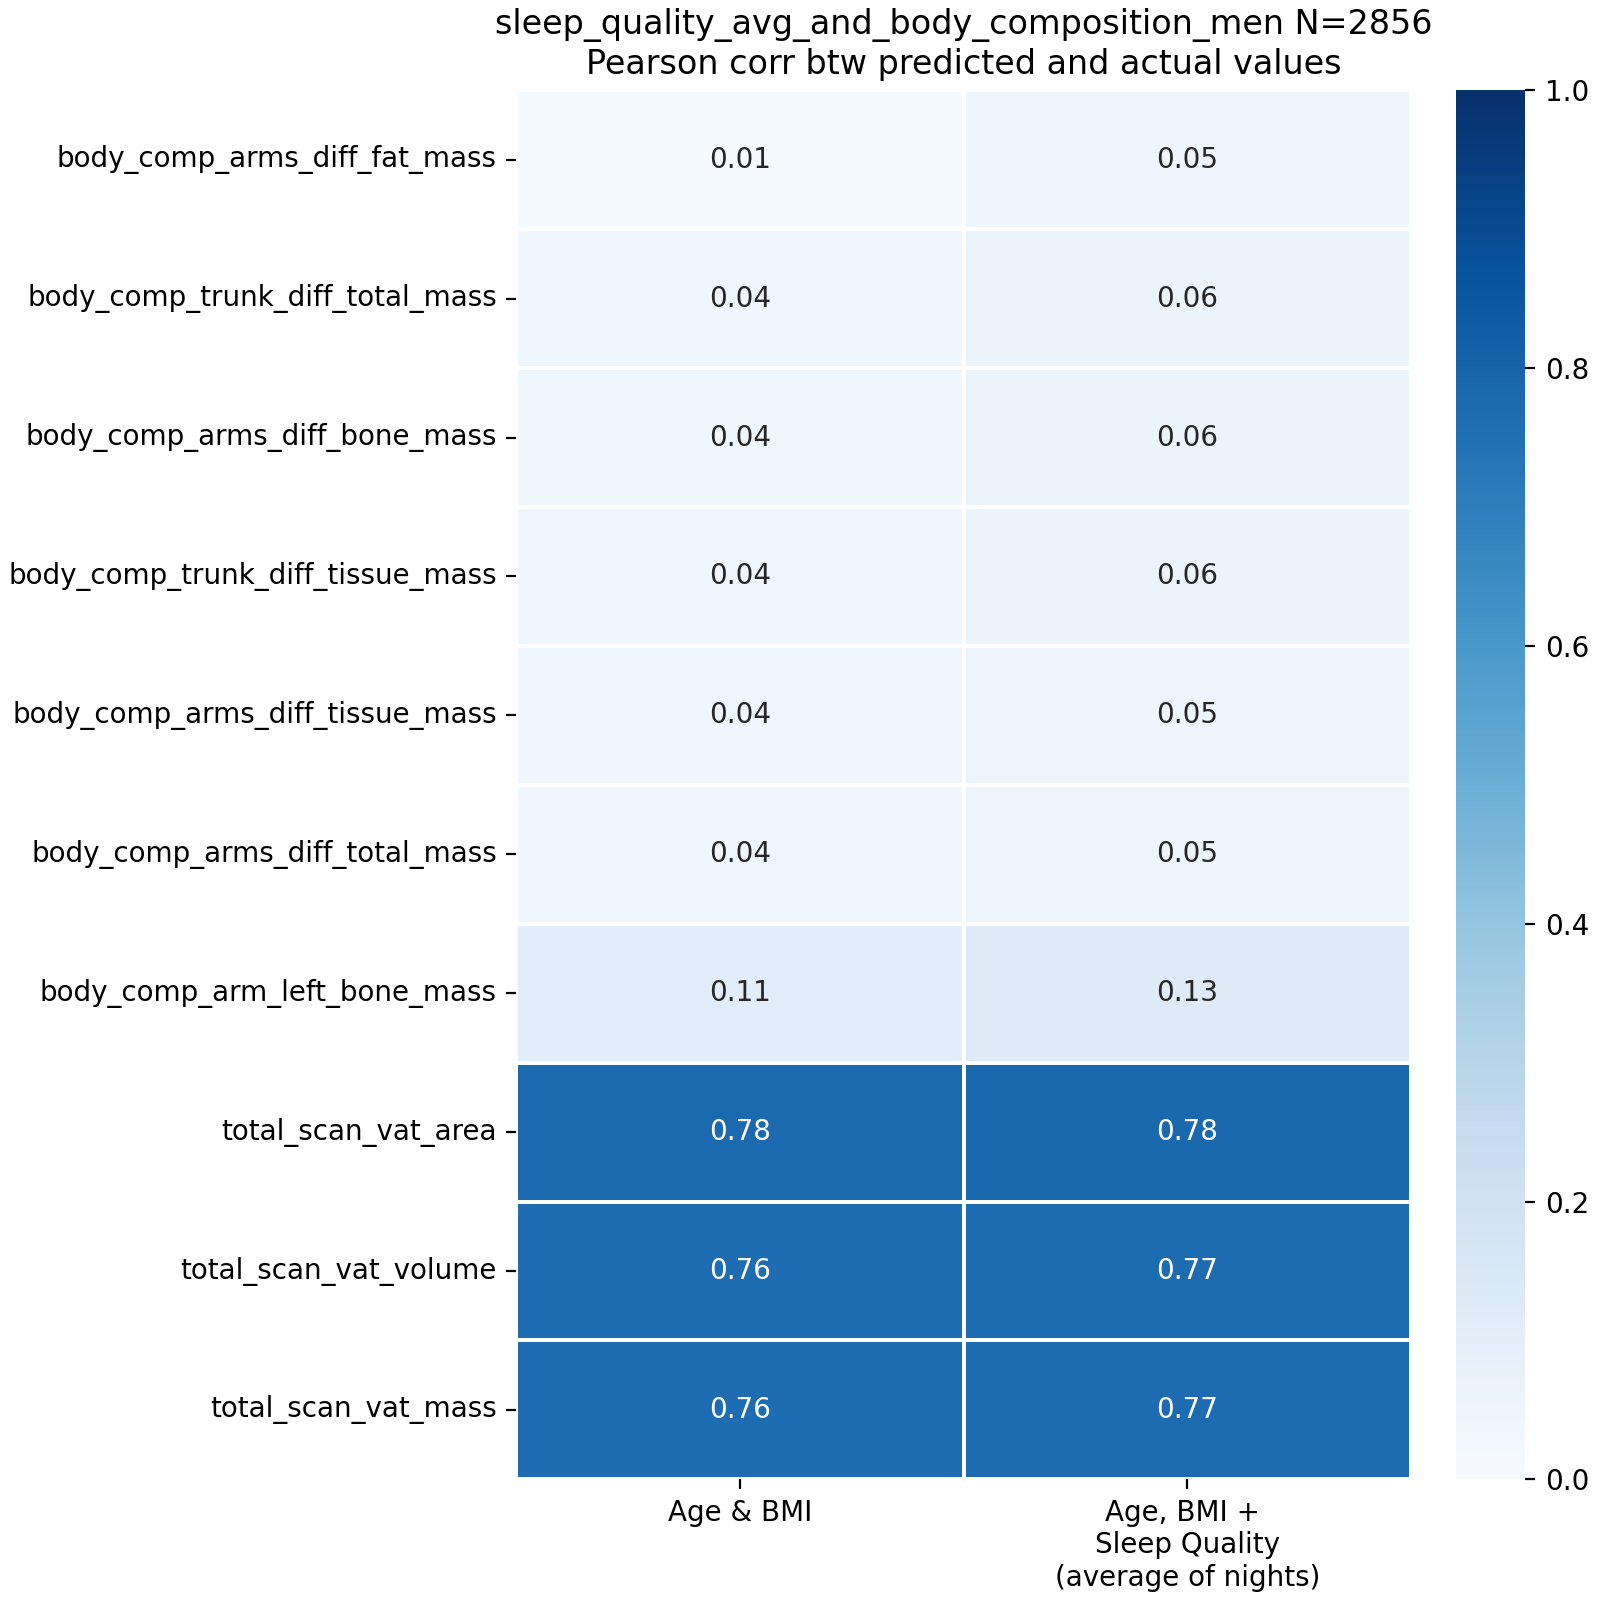 sleep_quality_avg_and_body_composition_men N=2856
Pearson corr btw predicted and actual values
body_comp_arms_diff_fat_mass 0.01 0.05
body_comp_trunk_diff_total_mass 0.04 0.06
body_comp_arms_diff_bone_mass 0.04 0.06
body_comp_trunk_diff_tissue_mass 0.04 0.06
body_comp_arms_diff_tissue_mass 0.04 0.05
body_comp_arms_diff_total_mass 0.04 0.05
body_comp_arm_left_bone_mass 0.11 0.13
total_scan_vat_area 0.78 0.78
total_scan_vat_volume 0.76 0.77
total_scan_vat_mass 0.76 0.77
Age & BMI
Age, BMI +
Sleep Quality
(average of nights)
1.0
0.8
0.6
0.4
0.2
0.0